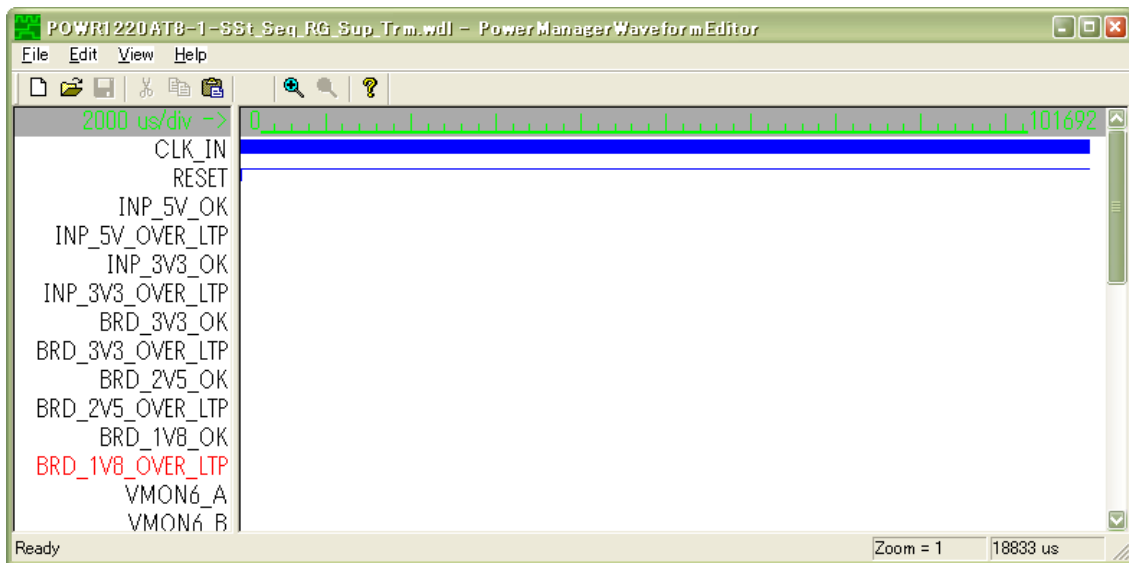 POWR1220AT8-1-SSt_Seq_RG_Sup_Trm.wdl - PowerManagerWaveformEditor
File Edit View Help
2000 us/div -> 0 101692
CLK_IN
RESET
INP_5V_OK
INP_5V_OVER_LTP
INP_3V3_OK
INP_3V3_OVER_LTP
BRD_3V3_OK
BRD_3V3_OVER_LTP
BRD_2V5_OK
BRD_2V5_OVER_LTP
BRD_1V8_OK
BRD_1V8_OVER_LTP
VMON6_A
VMON6_B
Ready Zoom = 1 18833 us